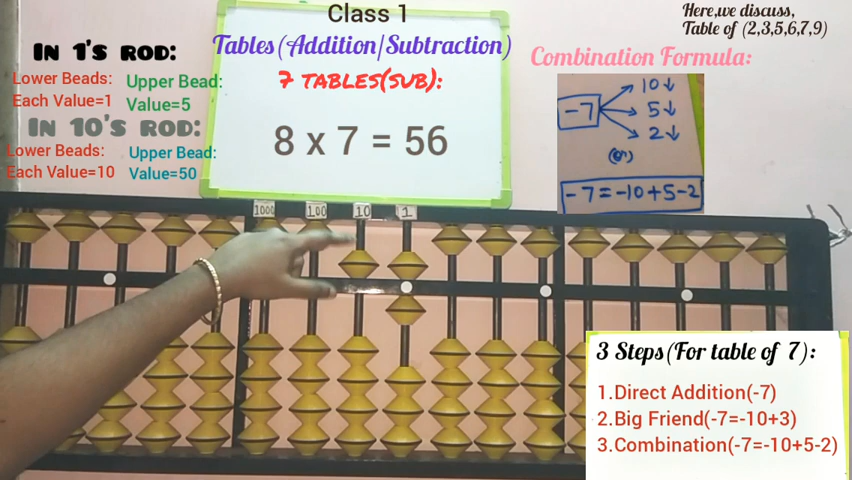 Class 1
Here,we discuss,
Table of (2,3,5,6,7,9)
Tables(Addition/Subtraction)
In 1's rod:
Lower Beads:
Each Value=1
Upper Bead:
Value=5
7 TABLES(SUB):
Combination Formula:
-7
10↓
5↓
2↓
(or)
-7=-10+5-2
In 10's rod:
Lower Beads:
Each Value=10
Upper Bead:
Value=50
8 x 7 = 56
1000
100
10
1
3 Steps(For table of 7):
1.Direct Addition(-7)
2.Big Friend(-7=-10+3)
3.Combination(-7=-10+5-2)